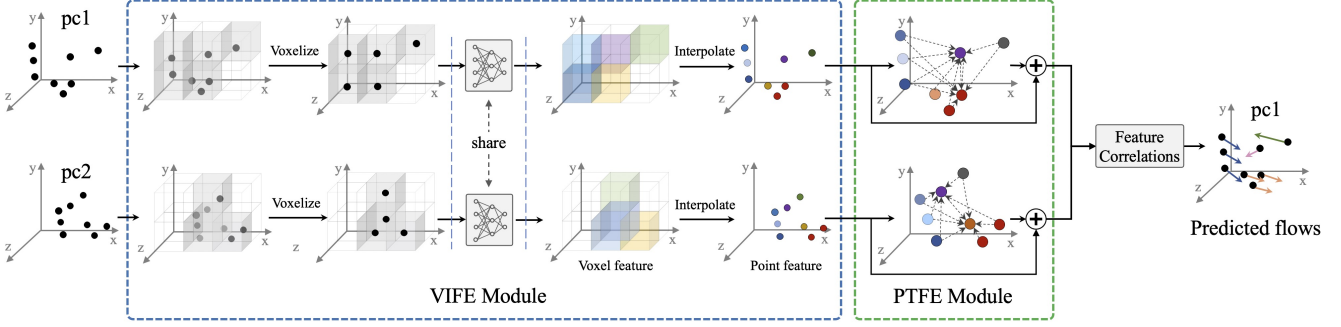 y pc1 z x
y z x
Voxelize
y z x
y z x
Interpolate
y z x
y z x
share
Feature
Correlations
y pc1 z x
Predicted flows
y pc2 z x
y z x
Voxelize
y z x
y z x
Voxel feature
Interpolate
y z x
Point feature
y z x
VIFE Module
PTFE Module